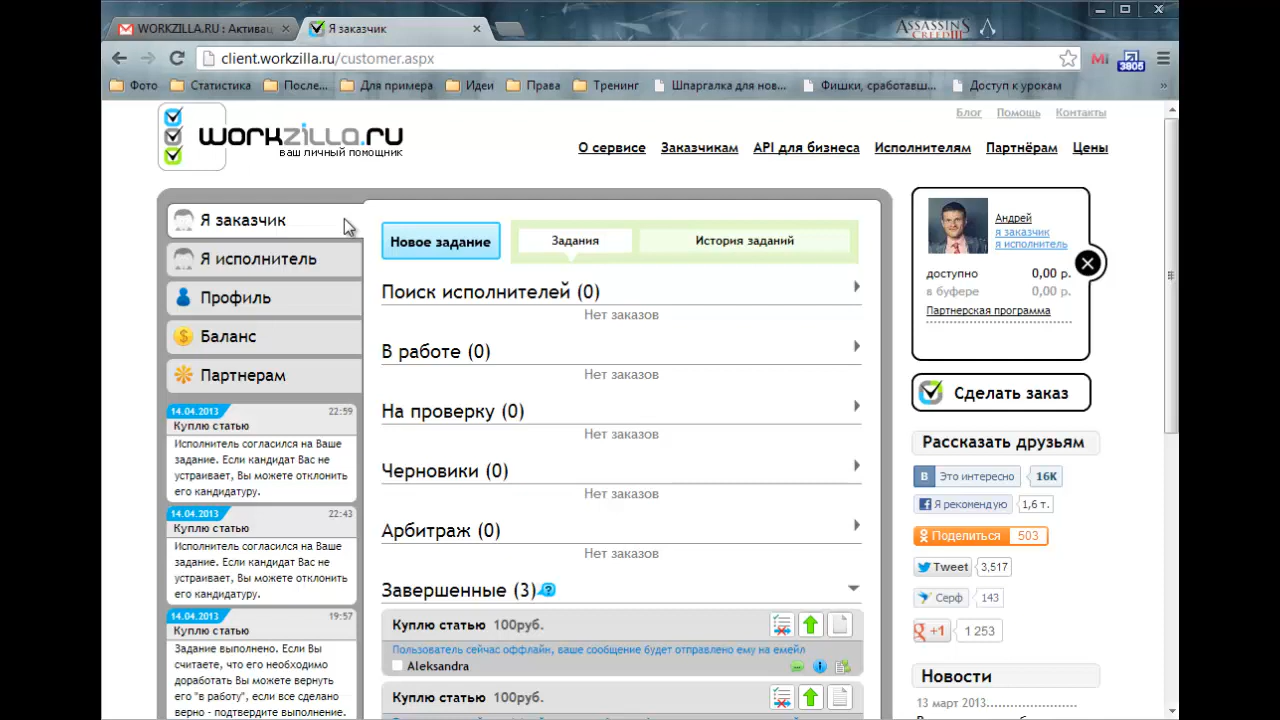 WORKZILLA.RU : Активац
Я заказчик
ASSASSINS
CREED III
client.workzilla.ru/customer.aspx
3805
Фото
Статистика
После...
Для примера
Идеи
Права
Тренинг
Шпаргалка для нов...
Фишки, сработавш...
Доступ к урокам
»
workzilla.ru
ваш личный помощник
Блог
Помощь
Контакты
О сервисе
Заказчикам
API для бизнеса
Исполнителям
Партнёрам
Цены
Я заказчик
Я исполнитель
Профиль
Баланс
Партнерам
14.04.2013 22:59
Куплю статью
Исполнитель согласился на Ваше
задание. Если кандидат Вас не
устраивает, Вы можете отклонить
его кандидатуру.
14.04.2013 22:43
Куплю статью
Исполнитель согласился на Ваше
задание. Если кандидат Вас не
устраивает, Вы можете отклонить
его кандидатуру.
14.04.2013 19:57
Куплю статью
Задание выполнено. Если Вы
считаете, что его необходимо
доработать Вы можете вернуть
его "в работу", если все сделано
верно - подтвердите выполнение.
Новое задание
Задания
История заданий
Поиск исполнителей (0)
Нет заказов
В работе (0)
Нет заказов
На проверку (0)
Нет заказов
Черновики (0)
Нет заказов
Арбитраж (0)
Нет заказов
Завершенные (3)
Куплю статью 100руб.
Пользователь сейчас оффлайн, ваше сообщение будет отправлено ему на емейл
Aleksandra
Куплю статью 100руб.
Андрей
я заказчик
я исполнитель
доступно 0,00 р.
в буфере 0,00 р.
Партнерская программа
Сделать заказ
Рассказать друзьям
Это интересно 16K
Я рекомендую 1,6 т.
Поделиться 503
Tweet 3,517
Серф 143
+1 1 253
Новости
13 март 2013